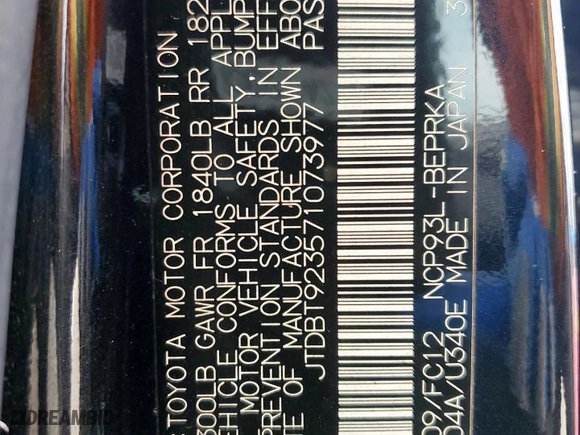 TOYOTA MOTOR CORPORATION
300LB GAWR FR 1840LB RR 182
EHICLE CONFORMS TO ALL APPL
MOTOR VEHICLE SAFETY, BUMP
PREVENTION STANDARDS IN EFF
TE OF MANUFACTURE SHOWN ABO
JTDBT923571073977 PAS
09/FC12 NCP93L-BEPRKA
04A/U340E MADE IN JAPAN 3
DREAMBID